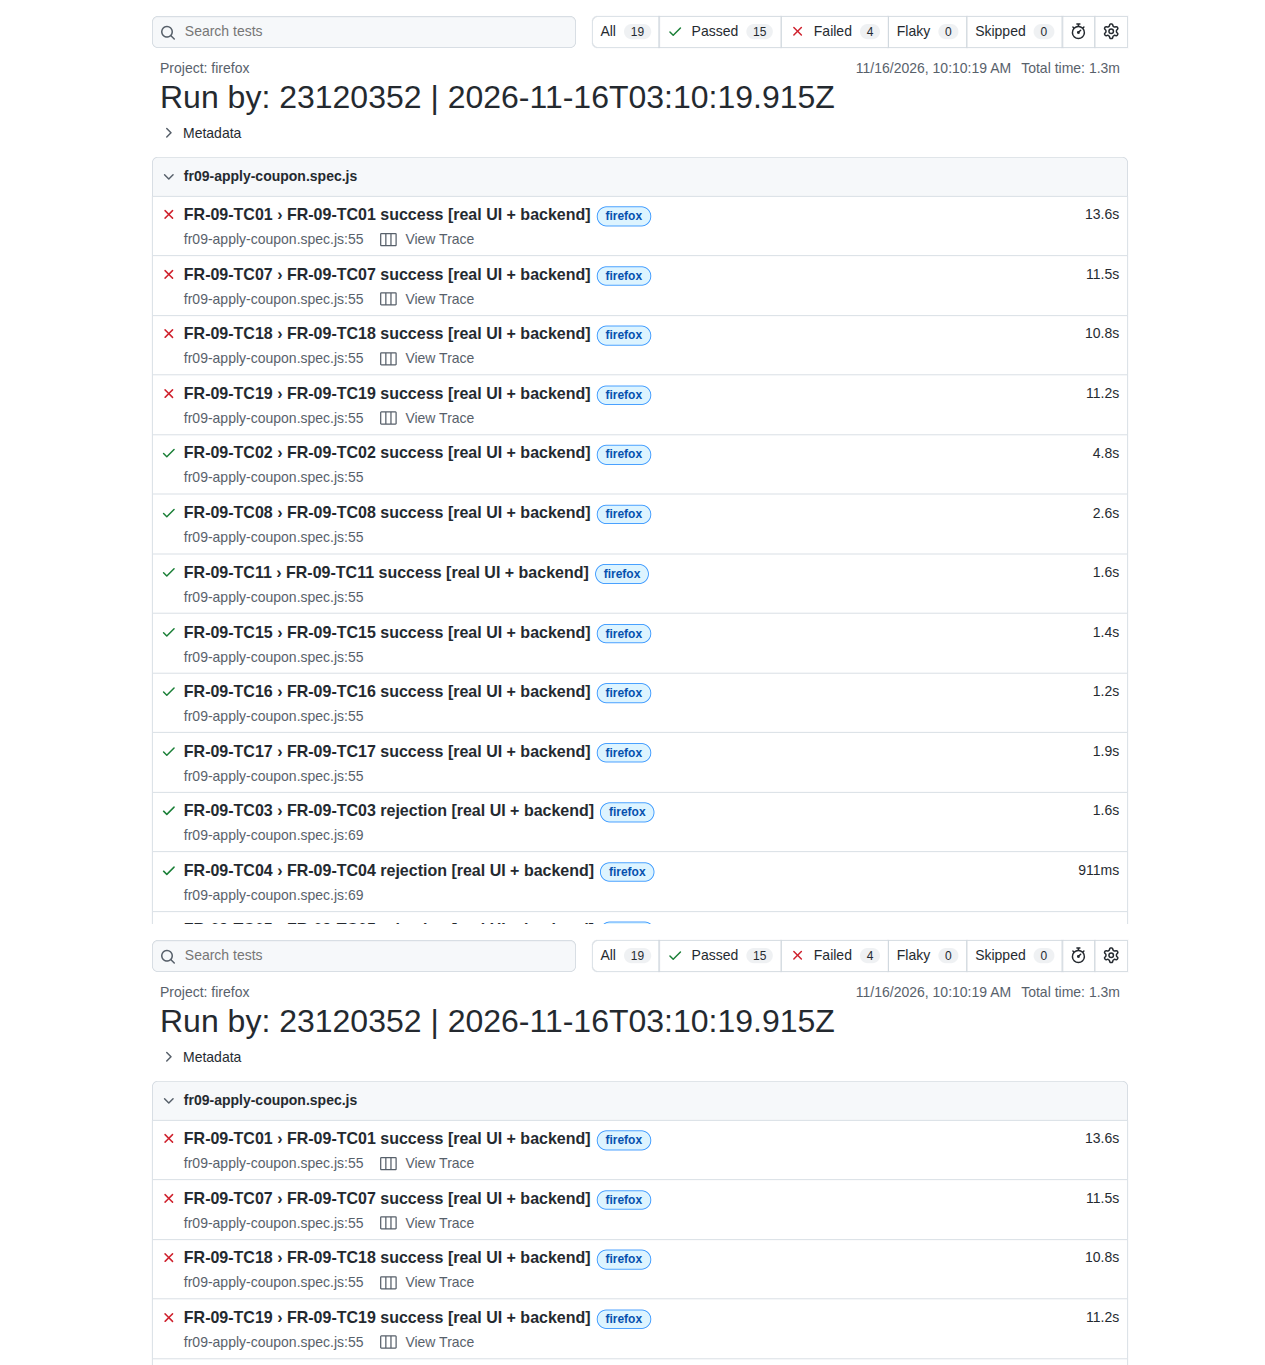 Search tests
All 19 Passed 15 Failed 4 Flaky 0 Skipped 0
Project: firefox 11/16/2026, 10:10:19 AM Total time: 1.3m
Run by: 23120352 | 2026-11-16T03:10:19.915Z
Metadata
fr09-apply-coupon.spec.js
FR-09-TC01 › FR-09-TC01 success [real UI + backend] firefox 13.6s
fr09-apply-coupon.spec.js:55 View Trace
FR-09-TC07 › FR-09-TC07 success [real UI + backend] firefox 11.5s
fr09-apply-coupon.spec.js:55 View Trace
FR-09-TC18 › FR-09-TC18 success [real UI + backend] firefox 10.8s
fr09-apply-coupon.spec.js:55 View Trace
FR-09-TC19 › FR-09-TC19 success [real UI + backend] firefox 11.2s
fr09-apply-coupon.spec.js:55 View Trace
FR-09-TC02 › FR-09-TC02 success [real UI + backend] firefox 4.8s
fr09-apply-coupon.spec.js:55
FR-09-TC08 › FR-09-TC08 success [real UI + backend] firefox 2.6s
fr09-apply-coupon.spec.js:55
FR-09-TC11 › FR-09-TC11 success [real UI + backend] firefox 1.6s
fr09-apply-coupon.spec.js:55
FR-09-TC15 › FR-09-TC15 success [real UI + backend] firefox 1.4s
fr09-apply-coupon.spec.js:55
FR-09-TC16 › FR-09-TC16 success [real UI + backend] firefox 1.2s
fr09-apply-coupon.spec.js:55
FR-09-TC17 › FR-09-TC17 success [real UI + backend] firefox 1.9s
fr09-apply-coupon.spec.js:55
FR-09-TC03 › FR-09-TC03 rejection [real UI + backend] firefox 1.6s
fr09-apply-coupon.spec.js:69
FR-09-TC04 › FR-09-TC04 rejection [real UI + backend] firefox 911ms
fr09-apply-coupon.spec.js:69
Search tests
All 19 Passed 15 Failed 4 Flaky 0 Skipped 0
Project: firefox 11/16/2026, 10:10:19 AM Total time: 1.3m
Run by: 23120352 | 2026-11-16T03:10:19.915Z
Metadata
fr09-apply-coupon.spec.js
FR-09-TC01 › FR-09-TC01 success [real UI + backend] firefox 13.6s
fr09-apply-coupon.spec.js:55 View Trace
FR-09-TC07 › FR-09-TC07 success [real UI + backend] firefox 11.5s
fr09-apply-coupon.spec.js:55 View Trace
FR-09-TC18 › FR-09-TC18 success [real UI + backend] firefox 10.8s
fr09-apply-coupon.spec.js:55 View Trace
FR-09-TC19 › FR-09-TC19 success [real UI + backend] firefox 11.2s
fr09-apply-coupon.spec.js:55 View Trace